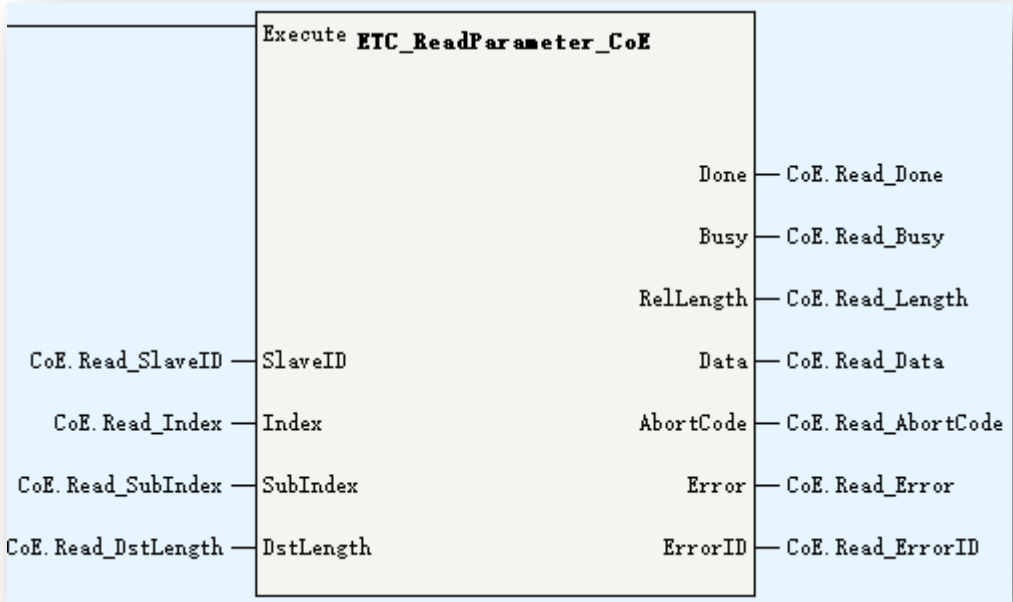 Execute ETC_ReadParameter_CoE
Done CoE.Read_Done
Busy CoE.Read_Busy
RelLength CoE.Read_Length
CoE.Read_SlaveID SlaveID Data CoE.Read_Data
CoE.Read_Index Index AbortCode CoE.Read_AbortCode
CoE.Read_SubIndex SubIndex Error CoE.Read_Error
CoE.Read_DstLength DstLength ErrorID CoE.Read_ErrorID